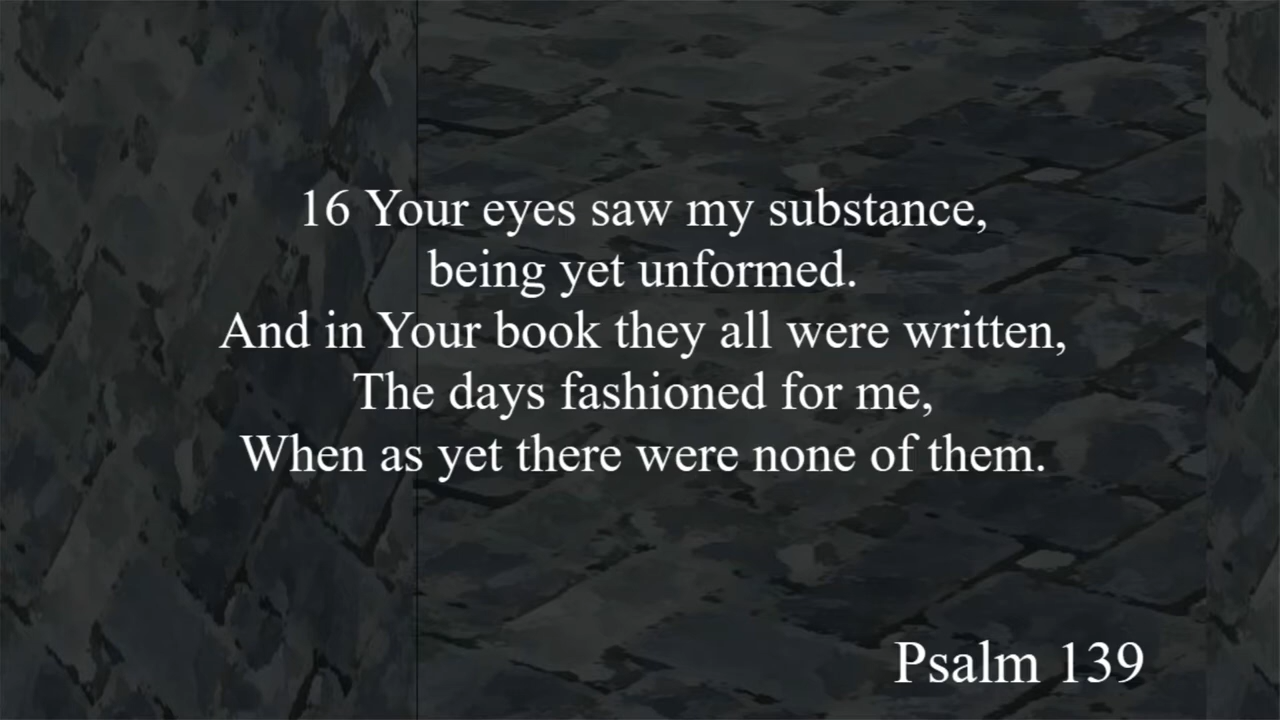 16 Your eyes saw my substance,
being yet unformed.
And in Your book they all were written,
The days fashioned for me,
When as yet there were none of them.
Psalm 139